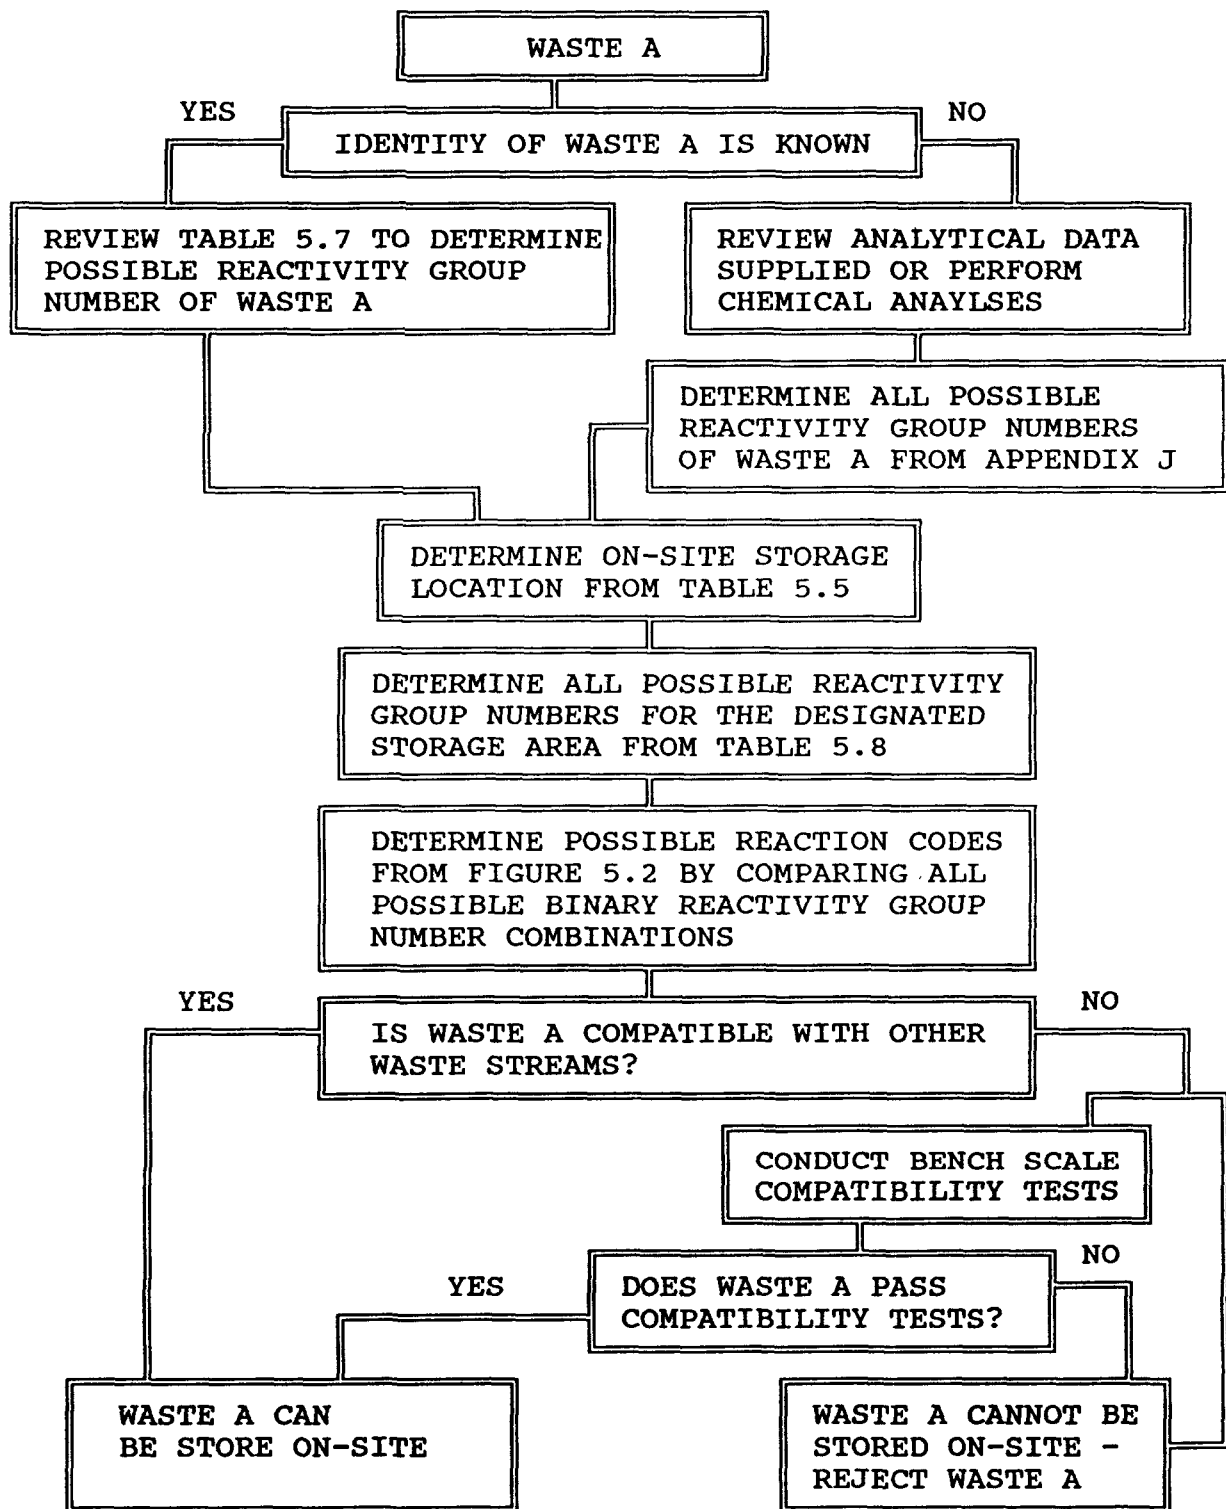 WASTE A
YES
NO
IDENTITY OF WASTE A IS KNOWN
REVIEW TABLE 5.7 TO DETERMINE
POSSIBLE REACTIVITY GROUP
NUMBER OF WASTE A
REVIEW ANALYTICAL DATA
SUPPLIED OR PERFORM
CHEMICAL ANAYLSES
DETERMINE ALL POSSIBLE
REACTIVITY GROUP NUMBERS
OF WASTE A FROM APPENDIX J
DETERMINE ON-SITE STORAGE
LOCATION FROM TABLE 5.5
DETERMINE ALL POSSIBLE REACTIVITY
GROUP NUMBERS FOR THE DESIGNATED
STORAGE AREA FROM TABLE 5.8
DETERMINE POSSIBLE REACTION CODES
FROM FIGURE 5.2 BY COMPARING ALL
POSSIBLE BINARY REACTIVITY GROUP
NUMBER COMBINATIONS
YES
NO
IS WASTE A COMPATIBLE WITH OTHER
WASTE STREAMS?
CONDUCT BENCH SCALE
COMPATIBILITY TESTS
YES
NO
DOES WASTE A PASS
COMPATIBILITY TESTS?
WASTE A CAN
BE STORE ON-SITE
WASTE A CANNOT BE
STORED ON-SITE -
REJECT WASTE A